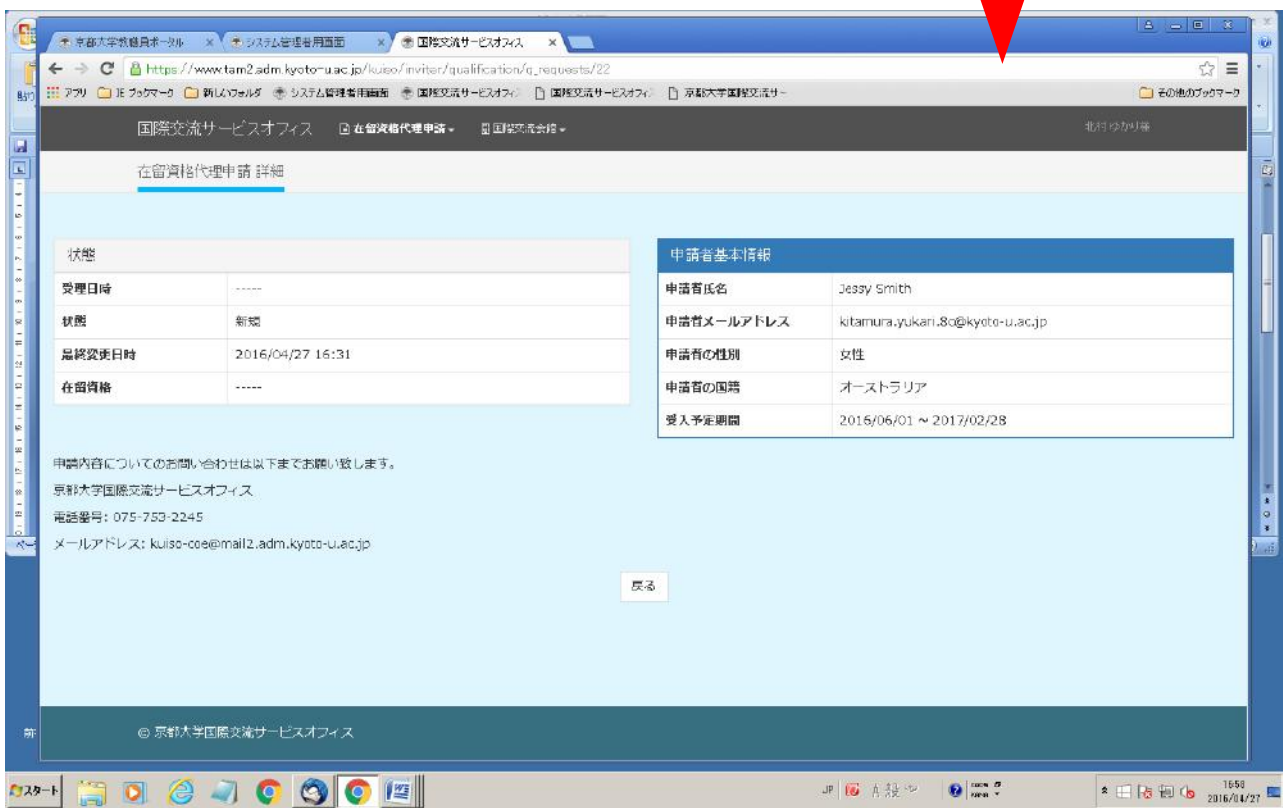 京都大学教職員ポータル
システム管理者用画面
国際交流サービスオフィス
https://www.tam2.adm.kyoto-u.ac.jp/kuiso/inviter/qualification/q_requests/22
アプリ
IE ブックマーク
新しいフォルダ
システム管理者用画面
国際交流サービスオフィ
国際交流サービスオフィ
京都大学国際交流サー
その他のブックマーク
国際交流サービスオフィス
在留資格代理申請
国際交流会館
北村 ゆかり 様
在留資格代理申請 詳細
状態
受理日時 -----
状態 新規
最終変更日時 2016/04/27 16:31
在留資格 -----
申請者基本情報
申請者氏名 Jessy Smith
申請者メールアドレス kitamura.yukari.8c@kyoto-u.ac.jp
申請者の性別 女性
申請者の国籍 オーストラリア
受入予定期間 2016/06/01 ~ 2017/02/28
申請内容についてのお問い合わせは以下までお願い致します。
京都大学国際交流サービスオフィス
電話番号: 075-753-2245
メールアドレス: kuiso-coe@mail2.adm.kyoto-u.ac.jp
戻る
© 京都大学国際交流サービスオフィス
スタート
JP
16:58
2016/04/27